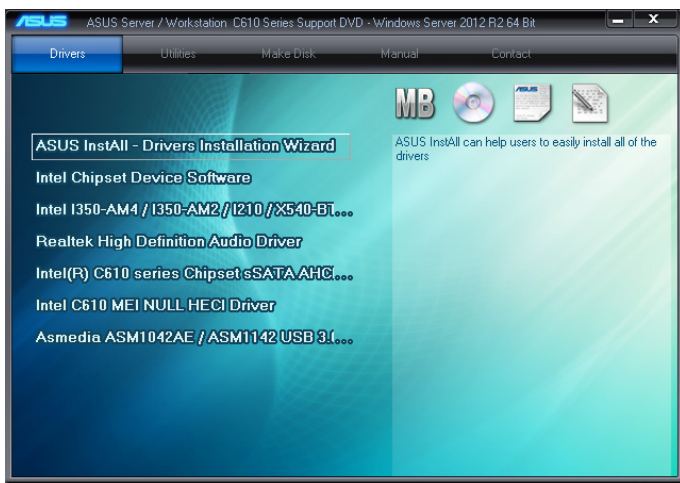 ASUS ASUS Server / Workstation C610 Series Support DVD - Windows Server 2012 R2 64 Bit
Drivers Utilities Make Disk Manual Contact
MB ASUS
ASUS InstAll - Drivers Installation Wizard
ASUS InstAll can help users to easily install all of the
drivers
Intel Chipset Device Software
Intel I350-AM4 / I350-AM2 / I210 / X540-BT...
Realtek High Definition Audio Driver
Intel(R) C610 series Chipset sSATA AHCI...
Intel C610 MEI NULL HECI Driver
Asmedia ASM1042AE / ASM1142 USB 3.0...